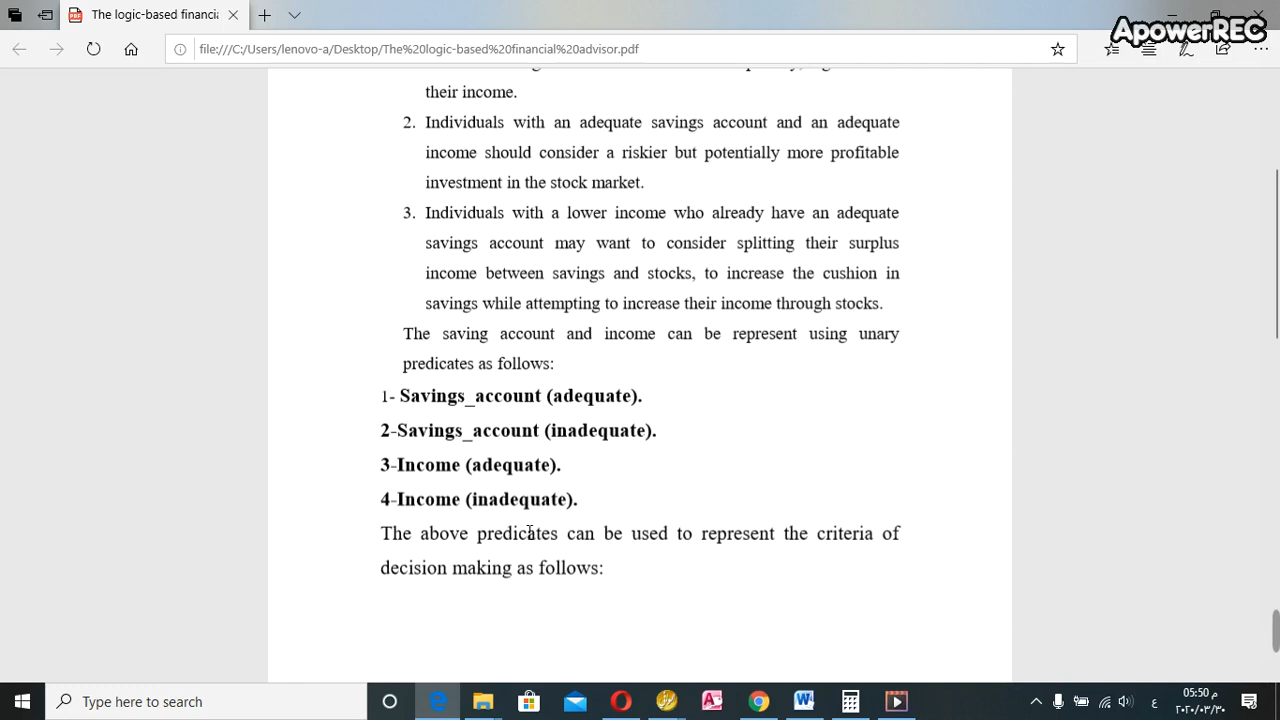 The logic-based financi
ApowerREC
file:///C:/Users/lenovo-a/Desktop/The%20logic-based%20financial%20advisor.pdf
their income.
2. Individuals with an adequate savings account and an adequate
income should consider a riskier but potentially more profitable
investment in the stock market.
3. Individuals with a lower income who already have an adequate
savings account may want to consider splitting their surplus
income between savings and stocks, to increase the cushion in
savings while attempting to increase their income through stocks.
The saving account and income can be represent using unary
predicates as follows:
1- Savings_account (adequate).
2-Savings_account (inadequate).
3-Income (adequate).
4-Income (inadequate).
The above predicates can be used to represent the criteria of
decision making as follows:
Type here to search
ع
05:50 م
٢٠٢٠/٠٣/٣٠